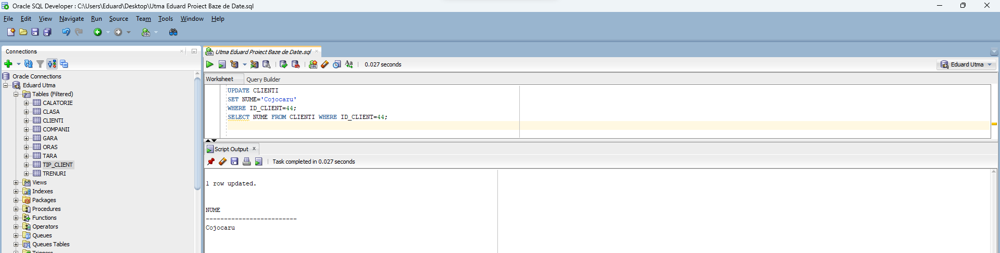 Oracle SQL Developer : C:\Users\Eduard\Desktop\Utma Eduard Proiect Baze de Date.sql
File Edit View Navigate Run Source Team Tools Window Help
Connections
Oracle Connections
Eduard Utma
Tables (Filtered)
CALATORIE
CLASA
CLIENTI
COMPANII
GARA
ORAS
TARA
TIP_CLIENT
TRENURI
Views
Indexes
Packages
Procedures
Functions
Operators
Queues
Queues Tables
Triggers
Utma Eduard Proiect Baze de Date.sql
0.027 seconds
Eduard Utma
Worksheet Query Builder
UPDATE CLIENTI
SET NUME='Cojocaru'
WHERE ID_CLIENT=44;
SELECT NUME FROM CLIENTI WHERE ID_CLIENT=44;
Script Output
Task completed in 0.027 seconds
1 row updated.
NUME
-------------------------
Cojocaru